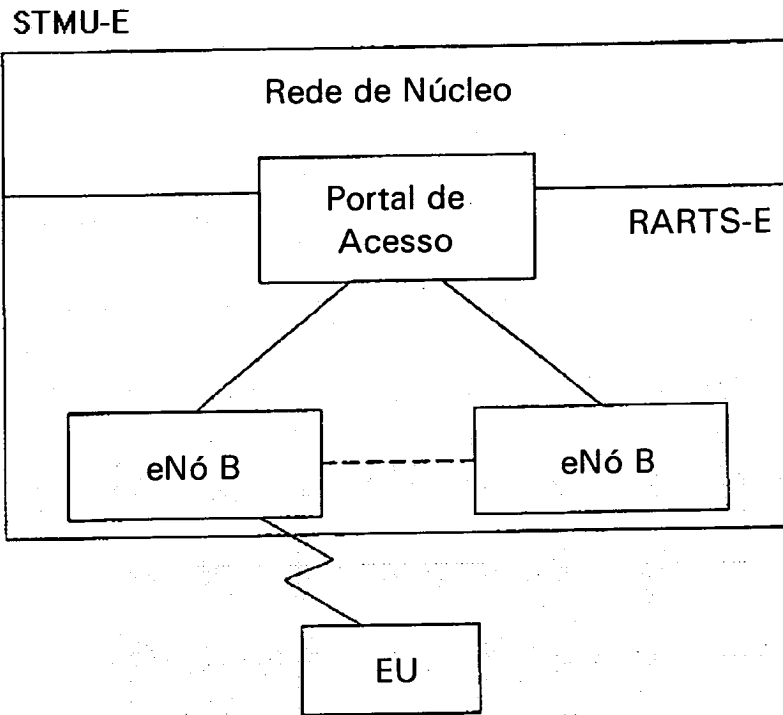 STMU-E
Rede de Núcleo
Portal de
Acesso
RARTS-E
eNó B
eNó B
EU